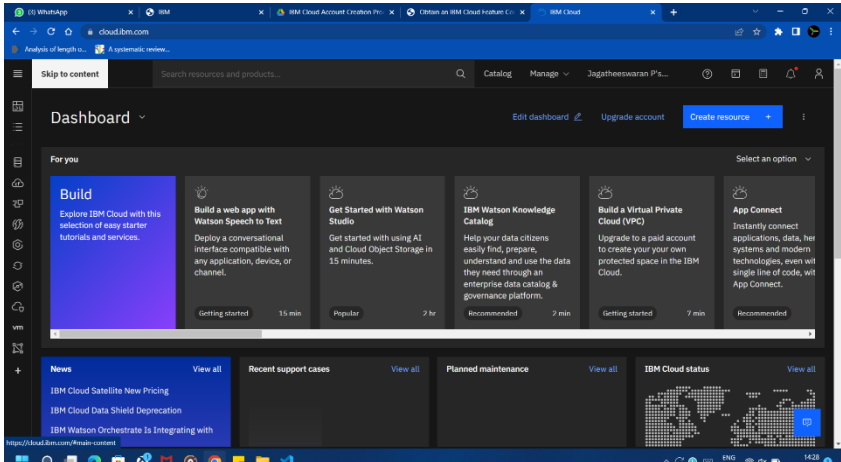 (1) WhatsApp
IBM
IBM Cloud Account Creation Pro
Obtain an IBM Cloud Feature Co
IBM Cloud
cloud.ibm.com
Analysis of length o...
A systematic review...
Skip to content
Search resources and products...
Catalog
Manage
Jagatheeswaran P's...
Dashboard
Edit dashboard
Upgrade account
Create resource +
For you
Select an option
Build
Explore IBM Cloud with this
selection of easy starter
tutorials and services.
Build a web app with
Watson Speech to Text
Deploy a conversational
interface compatible with
any application, device, or
channel.
Getting started
15 min
Get Started with Watson
Studio
Get started with using AI
and Cloud Object Storage in
15 minutes.
Popular
2 hr
IBM Watson Knowledge
Catalog
Help your data citizens
easily find, prepare,
understand and use the data
they need through an
enterprise data catalog &
governance platform.
Recommended
2 min
Build a Virtual Private
Cloud (VPC)
Upgrade to a paid account
to create your your own
protected space in the IBM
Cloud.
Getting started
7 min
App Connect
Instantly connect
applications, data, her
systems and modern
technologies, even wit
single line of code, wit
App Connect.
Recommended
vm
News
View all
IBM Cloud Satellite New Pricing
IBM Cloud Data Shield Deprecation
IBM Watson Orchestrate Is Integrating with
Recent support cases
View all
Planned maintenance
View all
IBM Cloud status
View all
https://cloud.ibm.com/#main-content
ENG
1428